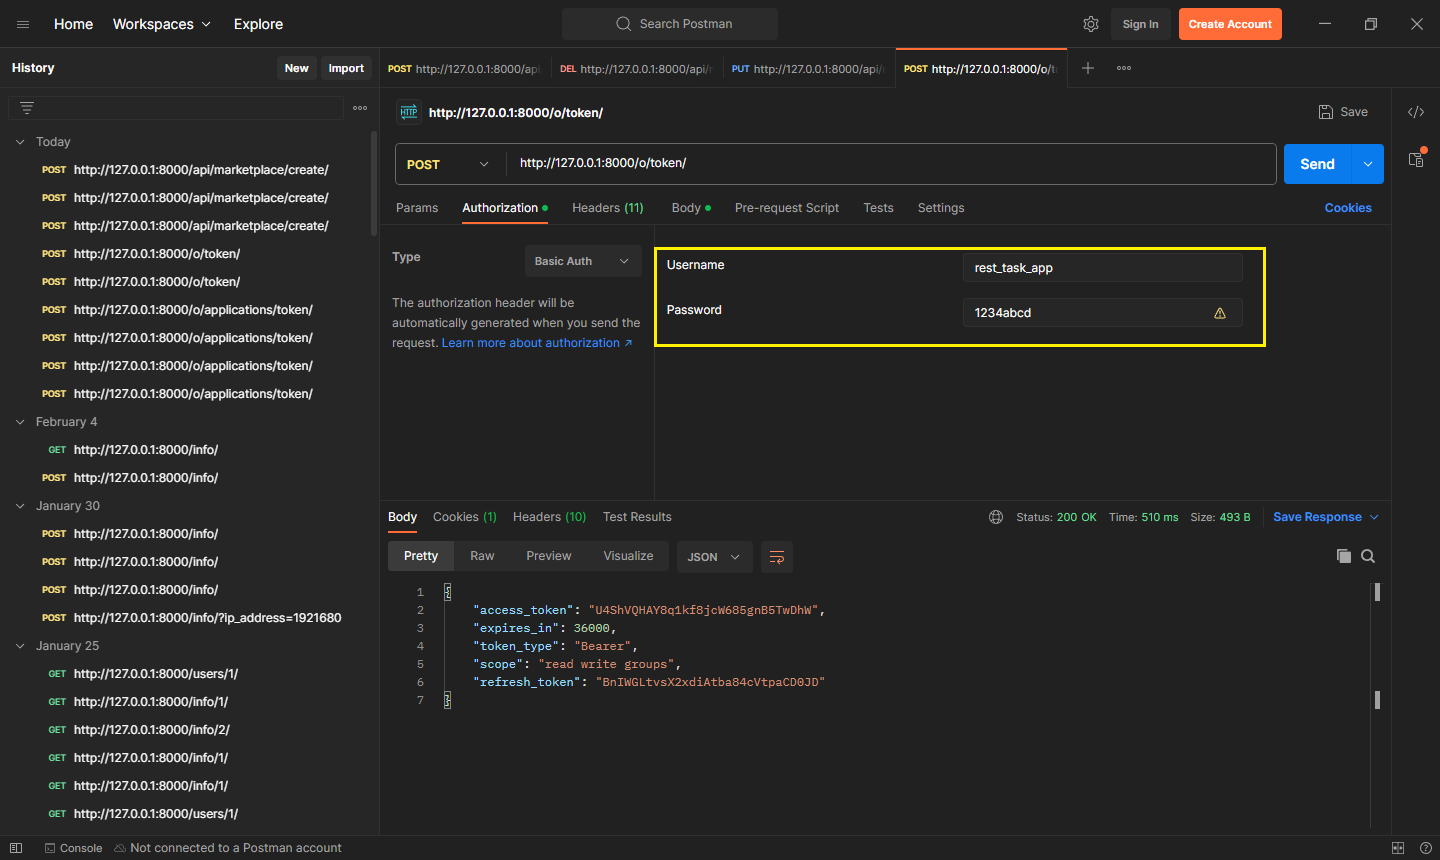 Home Workspaces Explore Search Postman Sign In Create Account
History New Import
POST http://127.0.0.1:8000/api DEL http://127.0.0.1:8000/api/ PUT http://127.0.0.1:8000/api/ POST http://127.0.0.1:8000/o/t
HTTP http://127.0.0.1:8000/o/token/ Save
Today
POST http://127.0.0.1:8000/api/marketplace/create/
POST http://127.0.0.1:8000/api/marketplace/create/
POST http://127.0.0.1:8000/api/marketplace/create/
POST http://127.0.0.1:8000/o/token/
POST http://127.0.0.1:8000/o/token/
POST http://127.0.0.1:8000/o/applications/token/
POST http://127.0.0.1:8000/o/applications/token/
POST http://127.0.0.1:8000/o/applications/token/
POST http://127.0.0.1:8000/o/applications/token/
February 4
GET http://127.0.0.1:8000/info/
POST http://127.0.0.1:8000/info/
January 30
POST http://127.0.0.1:8000/info/
POST http://127.0.0.1:8000/info/
POST http://127.0.0.1:8000/info/
POST http://127.0.0.1:8000/info/?ip_address=1921680
January 25
GET http://127.0.0.1:8000/users/1/
GET http://127.0.0.1:8000/info/1/
GET http://127.0.0.1:8000/info/2/
GET http://127.0.0.1:8000/info/1/
GET http://127.0.0.1:8000/info/1/
GET http://127.0.0.1:8000/users/1/
POST http://127.0.0.1:8000/o/token/ Send
Params Authorization Headers (11) Body Pre-request Script Tests Settings Cookies
Type Basic Auth
The authorization header will be
automatically generated when you send the
request. Learn more about authorization ↗
Username rest_task_app
Password 1234abcd
Body Cookies (1) Headers (10) Test Results Status: 200 OK Time: 510 ms Size: 493 B Save Response
Pretty Raw Preview Visualize JSON
1 {
2 "access_token": "U4ShVQHAY8q1kf8jcW685gnB5TwDhW",
3 "expires_in": 36000,
4 "token_type": "Bearer",
5 "scope": "read write groups",
6 "refresh_token": "BnIWGLtvsX2xdiAtba84cVtpaCD0JD"
7 }
Console Not connected to a Postman account